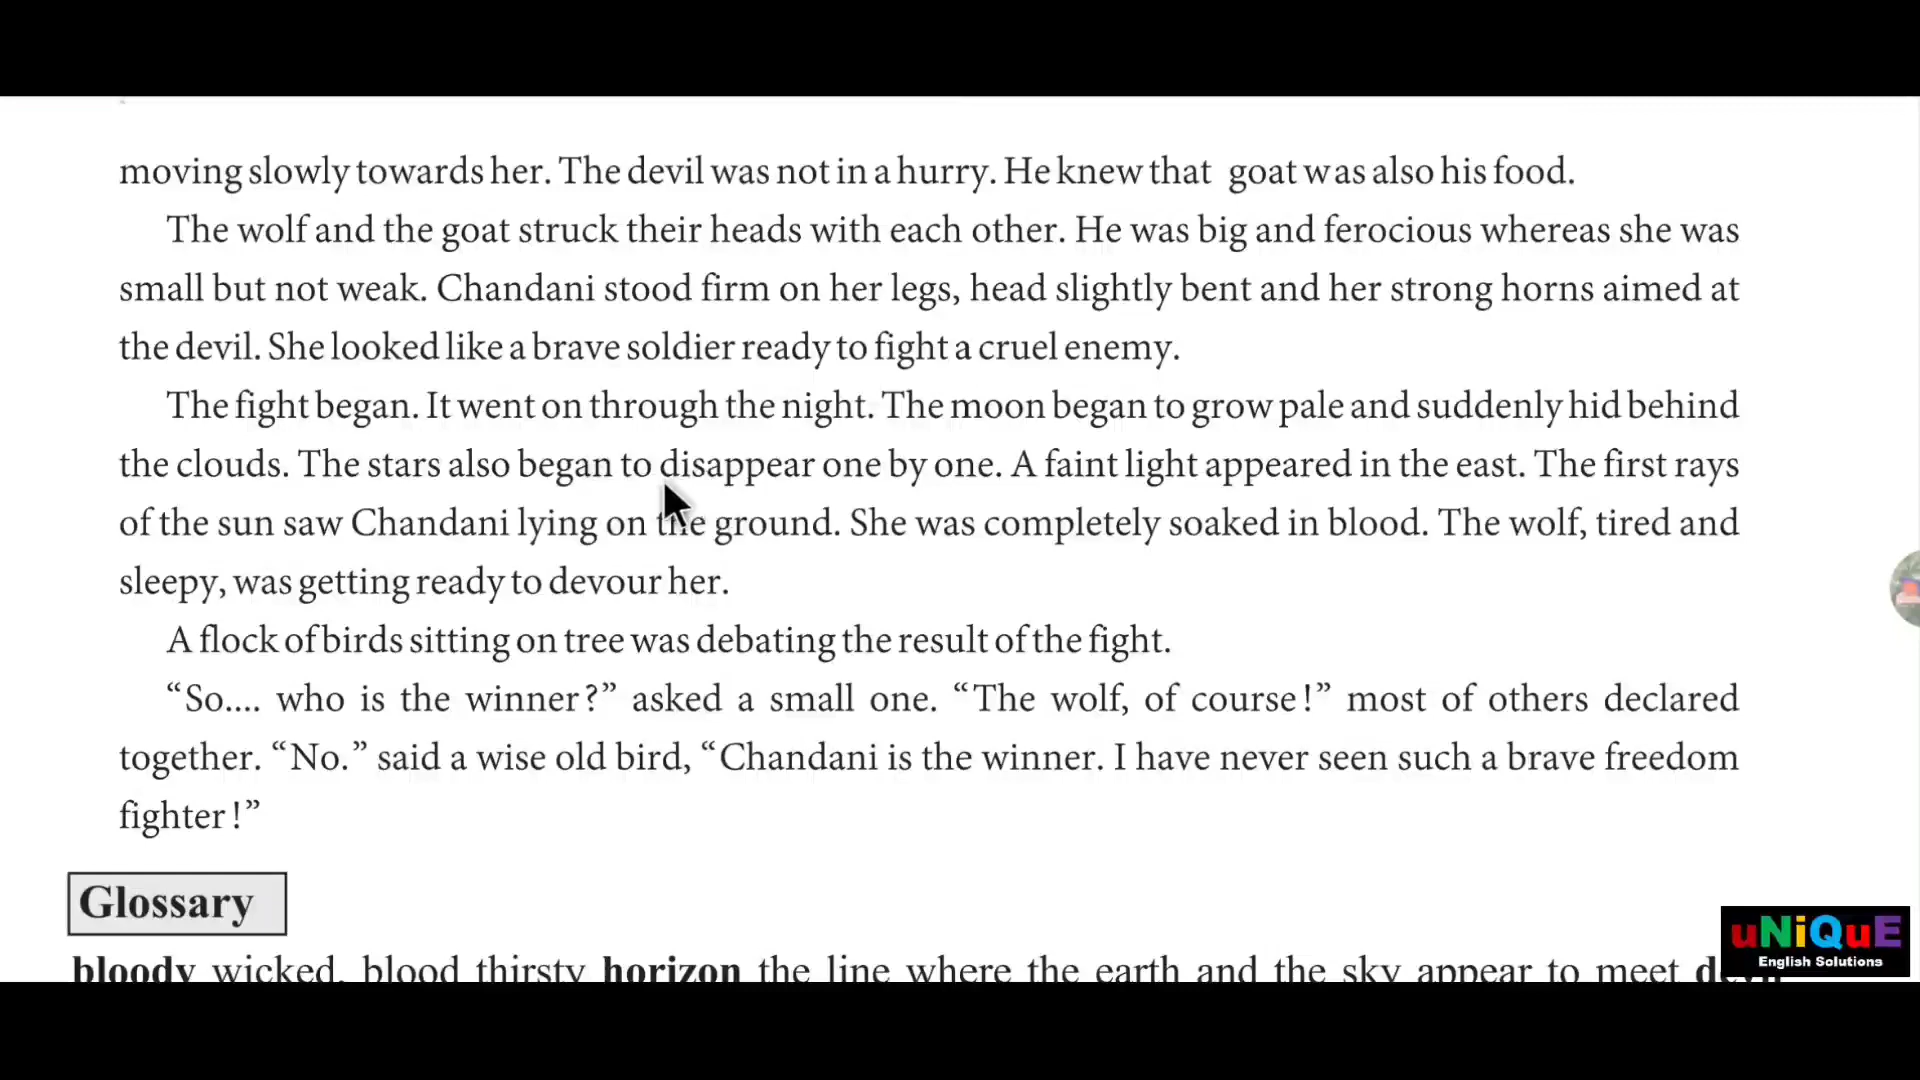 moving slowly towards her. The devil was not in a hurry. He knew that goat was also his food.
The wolf and the goat struck their heads with each other. He was big and ferocious whereas she was
small but not weak. Chandani stood firm on her legs, head slightly bent and her strong horns aimed at
the devil. She looked like a brave soldier ready to fight a cruel enemy.
The fight began. It went on through the night. The moon began to grow pale and suddenly hid behind
the clouds. The stars also began to disappear one by one. A faint light appeared in the east. The first rays
of the sun saw Chandani lying on the ground. She was completely soaked in blood. The wolf, tired and
sleepy, was getting ready to devour her.
A flock of birds sitting on tree was debating the result of the fight.
“So.... who is the winner?” asked a small one. “The wolf, of course!” most of others declared
together. “No.” said a wise old bird, “Chandani is the winner. I have never seen such a brave freedom
fighter!”
Glossary
bloody wicked, blood thirsty horizon the line where the earth and the sky appear to meet
uNiQuE
English Solutions